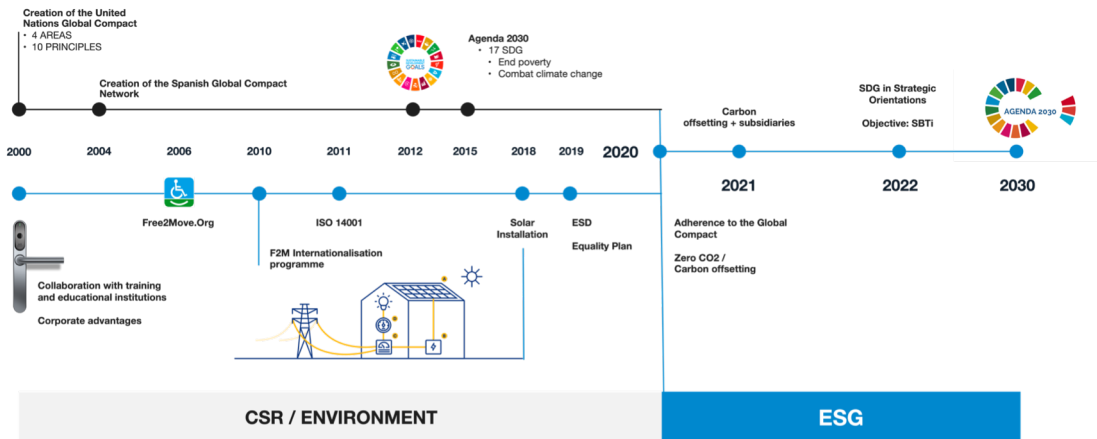 Creation of the United
Nations Global Compact
• 4 AREAS
• 10 PRINCIPLES
Creation of the Spanish Global Compact
Network
SUSTAINABLE
DEVELOPMENT
GOALS
Agenda 2030
• 17 SDG
• End poverty
• Combat climate change
Carbon
offsetting + subsidiaries
SDG in Strategic
Orientations
Objective: SBTi
AGENDA 2030
2000
2004
2006
2010
2011
2012
2015
2018
2019
2020
2021
2022
2030
Free2Move.Org
ISO 14001
F2M Internationalisation
programme
Solar
Installation
ESD
Equality Plan
Adherence to the Global
Compact
Zero CO2 /
Carbon offsetting
Collaboration with training
and educational institutions
Corporate advantages
CSR / ENVIRONMENT
ESG